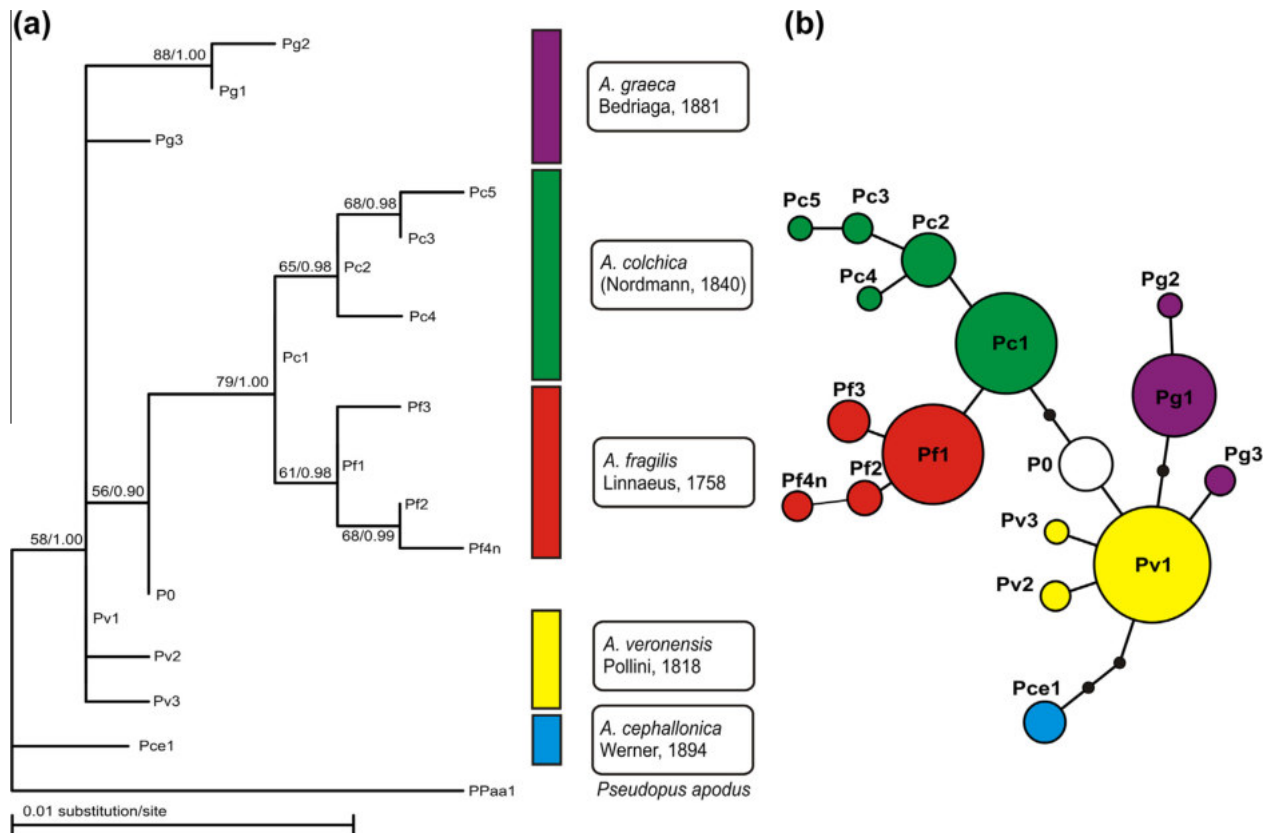 (a)
Pg2
88/1.00
Pg1
Pg3
Pc5
68/0.98
Pc3
65/0.98
Pc2
Pc4
Pc1
79/1.00
Pf3
61/0.98
Pf1
Pf2
68/0.99
Pf4n
56/0.90
58/1.00
P0
Pv1
Pv2
Pv3
Pce1
PPaa1
0.01 substitution/site
A. graeca
Bedriaga, 1881
A. colchica
(Nordmann, 1840)
A. fragilis
Linnaeus, 1758
A. veronensis
Pollini, 1818
A. cephallonica
Werner, 1894
Pseudopus apodus
(b)
Pc5
Pc3
Pc2
Pc4
Pc1
Pg2
Pg1
Pf3
Pf1
Pf4n
Pf2
P0
Pg3
Pv3
Pv1
Pv2
Pce1